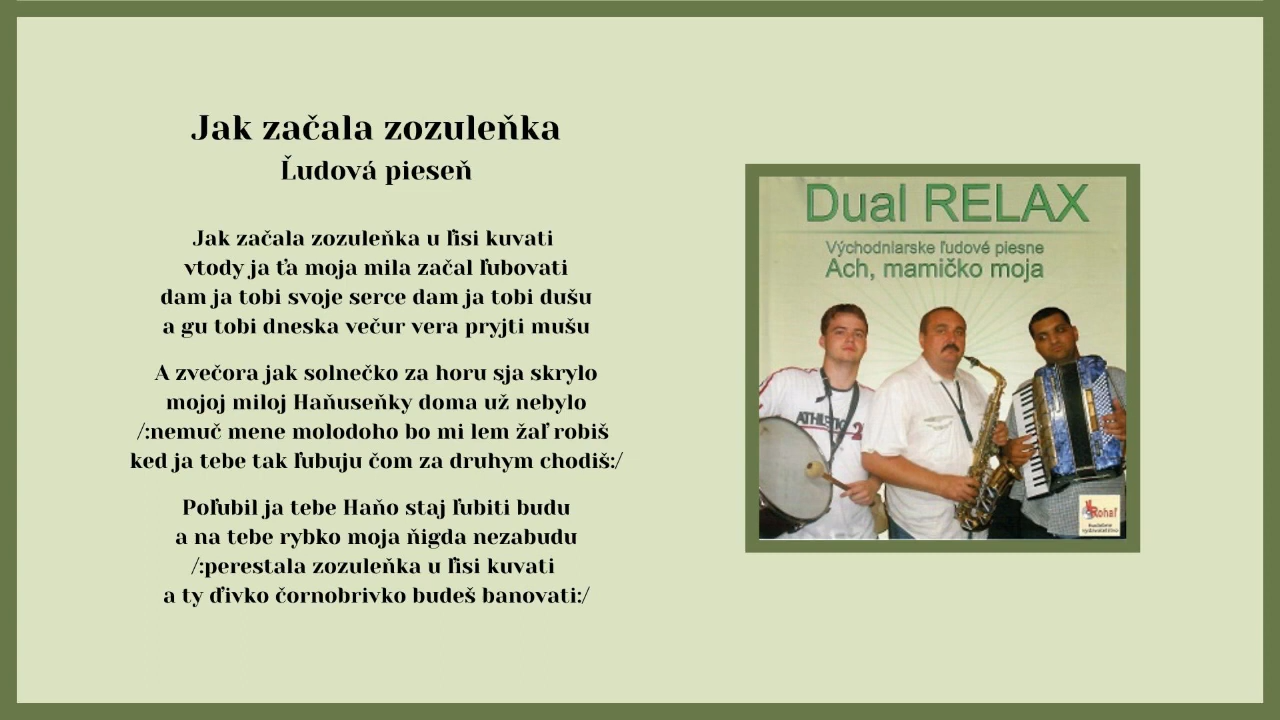 Jak začala zozuleňka
Ľudová pieseň
Jak začala zozuleňka u ľisi kuvati
vtody ja ťa moja mila začal ľubovati
dam ja tobi svoje serce dam ja tobi dušu
a gu tobi dneska večur vera pryjti mušu
A zvečora jak solnečko za horu sja skrylo
mojoj miloj Haňuseňky doma už nebylo
/:nemuč mene molodoho bo mi lem žaľ robiš
ked ja tebe tak ľubuju čom za druhym chodiš:/
Poľubil ja tebe Haňo staj ľubiti budu
a na tebe rybko moja ňigda nezabudu
/:perestala zozuleňka u ľisi kuvati
a ty ďivko čornobrivko budeš banovati:/
Dual RELAX
Východniarske ľudové piesne
Ach, mamičko moja
ATHLETIC 2
Rohaľ
Hudobné
vydavateľstvo